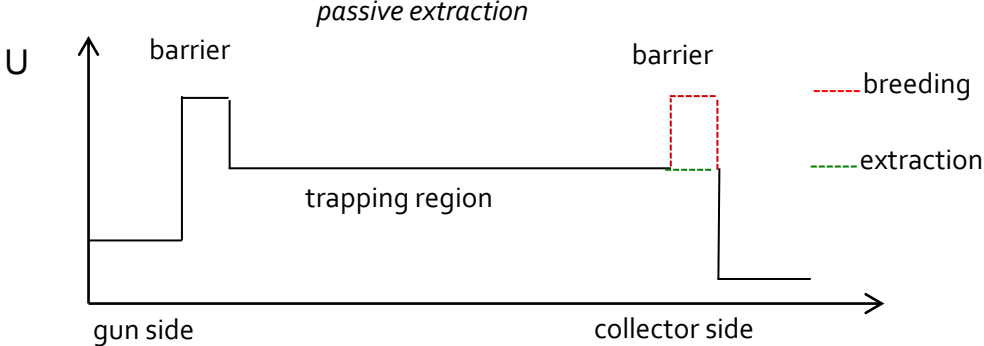 passive extraction
U
barrier
barrier
breeding
extraction
trapping region
gun side
collector side